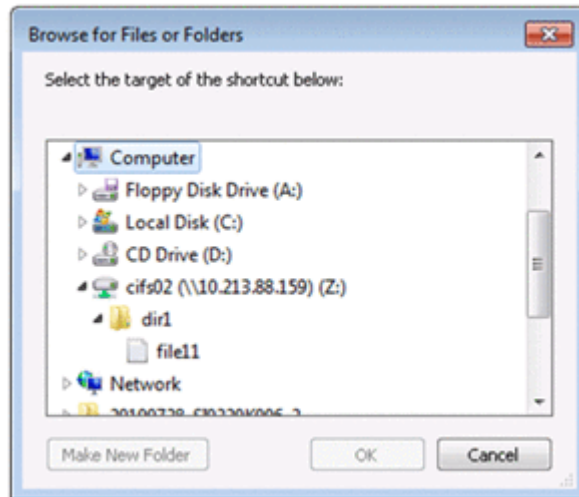 Browse for Files or Folders
Select the target of the shortcut below:
Computer
Floppy Disk Drive (A:)
Local Disk (C:)
CD Drive (D:)
cifs02 (\\10.213.88.159) (Z:)
dir1
file11
Network
Make New Folder
OK
Cancel